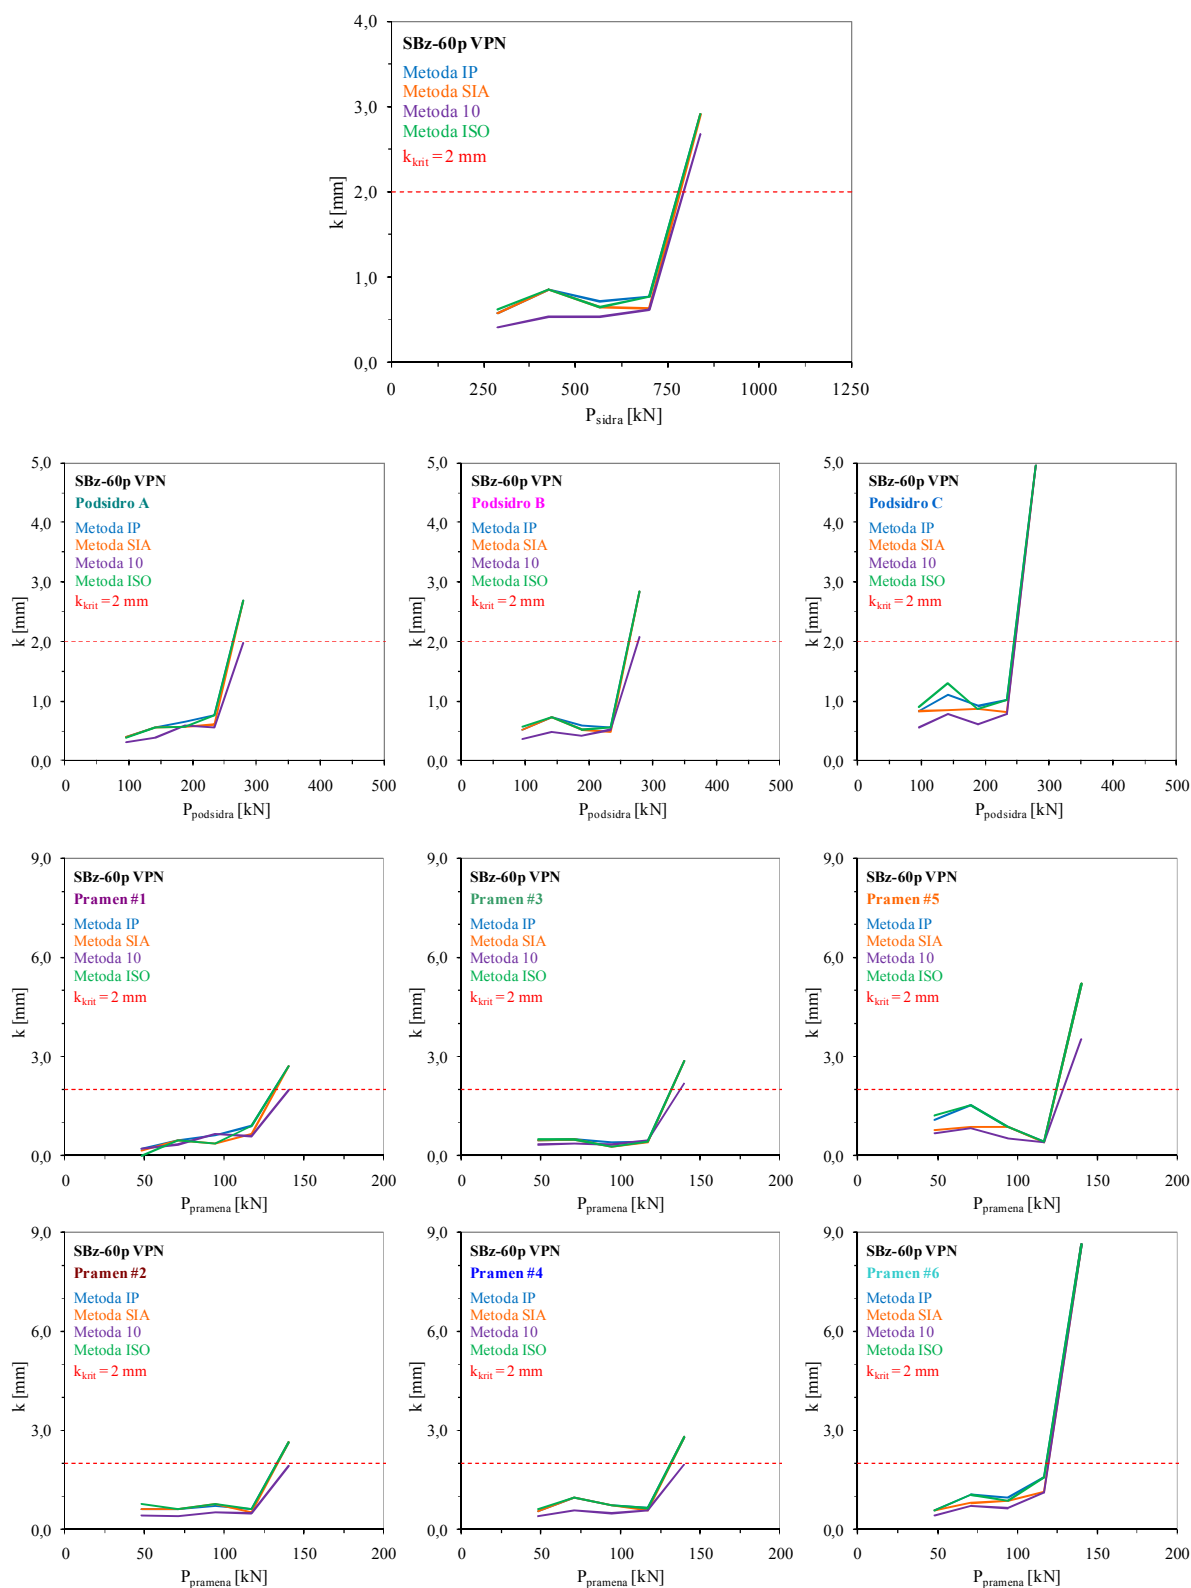 4,0
3,0
2,0
1,0
0,0
k [mm]
SBz-60p VPN
Metoda IP
Metoda SIA
Metoda 10
Metoda ISO
k_krit = 2 mm
0 250 500 750 1000 1250
P_sidra [kN]
5,0
4,0
3,0
2,0
1,0
0,0
k [mm]
SBz-60p VPN
Podsidro A
Metoda IP
Metoda SIA
Metoda 10
Metoda ISO
k_krit = 2 mm
0 100 200 300 400 500
P_podsidra [kN]
5,0
4,0
3,0
2,0
1,0
0,0
k [mm]
SBz-60p VPN
Podsidro B
Metoda IP
Metoda SIA
Metoda 10
Metoda ISO
k_krit = 2 mm
0 100 200 300 400 500
P_podsidra [kN]
5,0
4,0
3,0
2,0
1,0
0,0
k [mm]
SBz-60p VPN
Podsidro C
Metoda IP
Metoda SIA
Metoda 10
Metoda ISO
k_krit = 2 mm
0 100 200 300 400 500
P_podsidra [kN]
9,0
6,0
3,0
0,0
k [mm]
SBz-60p VPN
Pramen #1
Metoda IP
Metoda SIA
Metoda 10
Metoda ISO
k_krit = 2 mm
0 50 100 150 200
P_pramena [kN]
9,0
6,0
3,0
0,0
k [mm]
SBz-60p VPN
Pramen #3
Metoda IP
Metoda SIA
Metoda 10
Metoda ISO
k_krit = 2 mm
0 50 100 150 200
P_pramena [kN]
9,0
6,0
3,0
0,0
k [mm]
SBz-60p VPN
Pramen #5
Metoda IP
Metoda SIA
Metoda 10
Metoda ISO
k_krit = 2 mm
0 50 100 150 200
P_pramena [kN]
9,0
6,0
3,0
0,0
k [mm]
SBz-60p VPN
Pramen #2
Metoda IP
Metoda SIA
Metoda 10
Metoda ISO
k_krit = 2 mm
0 50 100 150 200
P_pramena [kN]
9,0
6,0
3,0
0,0
k [mm]
SBz-60p VPN
Pramen #4
Metoda IP
Metoda SIA
Metoda 10
Metoda ISO
k_krit = 2 mm
0 50 100 150 200
P_pramena [kN]
9,0
6,0
3,0
0,0
k [mm]
SBz-60p VPN
Pramen #6
Metoda IP
Metoda SIA
Metoda 10
Metoda ISO
k_krit = 2 mm
0 50 100 150 200
P_pramena [kN]